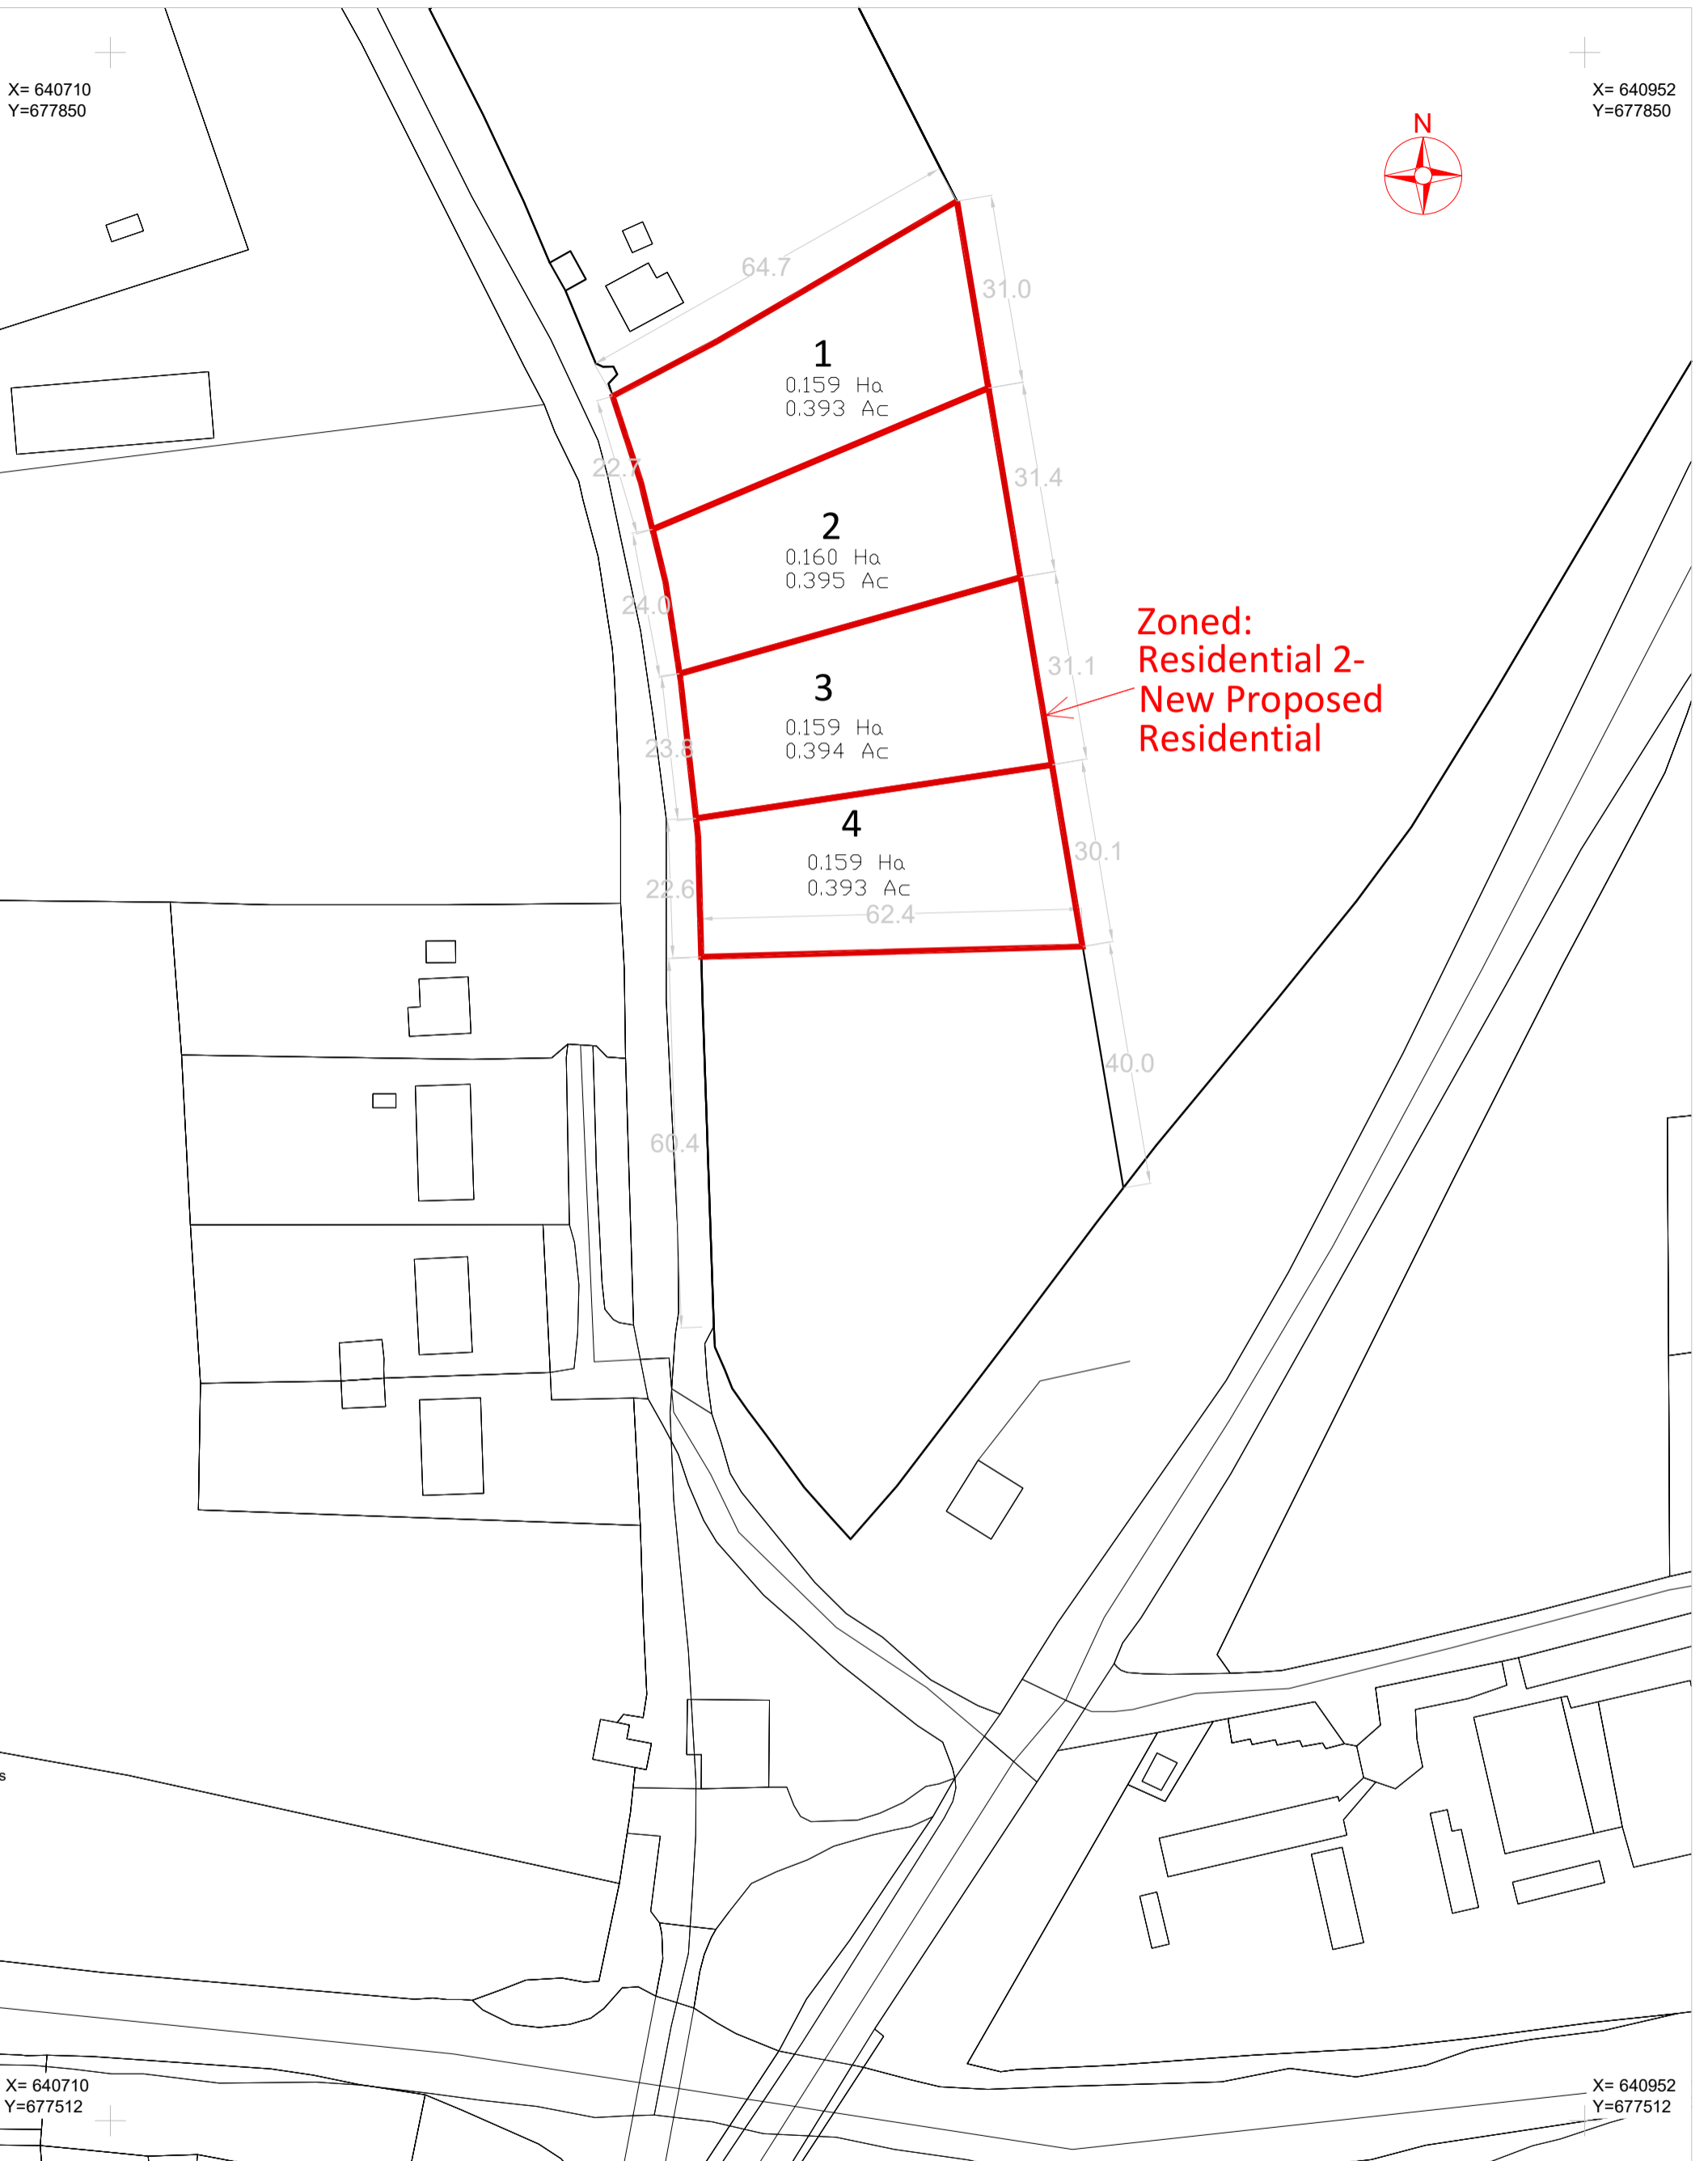 X= 640710
Y=677850
X= 640952
Y=677850
N
64.7
31.0
1
0.159 Ha
0.393 Ac
22.7
31.4
2
0.160 Ha
0.395 Ac
24.0
Zoned:
Residential 2-
New Proposed
Residential
31.1
3
0.159 Ha
0.394 Ac
23.8
4
0.159 Ha
0.393 Ac
30.1
22.6
62.4
40.0
60.4
s
X= 640710
Y=677512
X= 640952
Y=677512